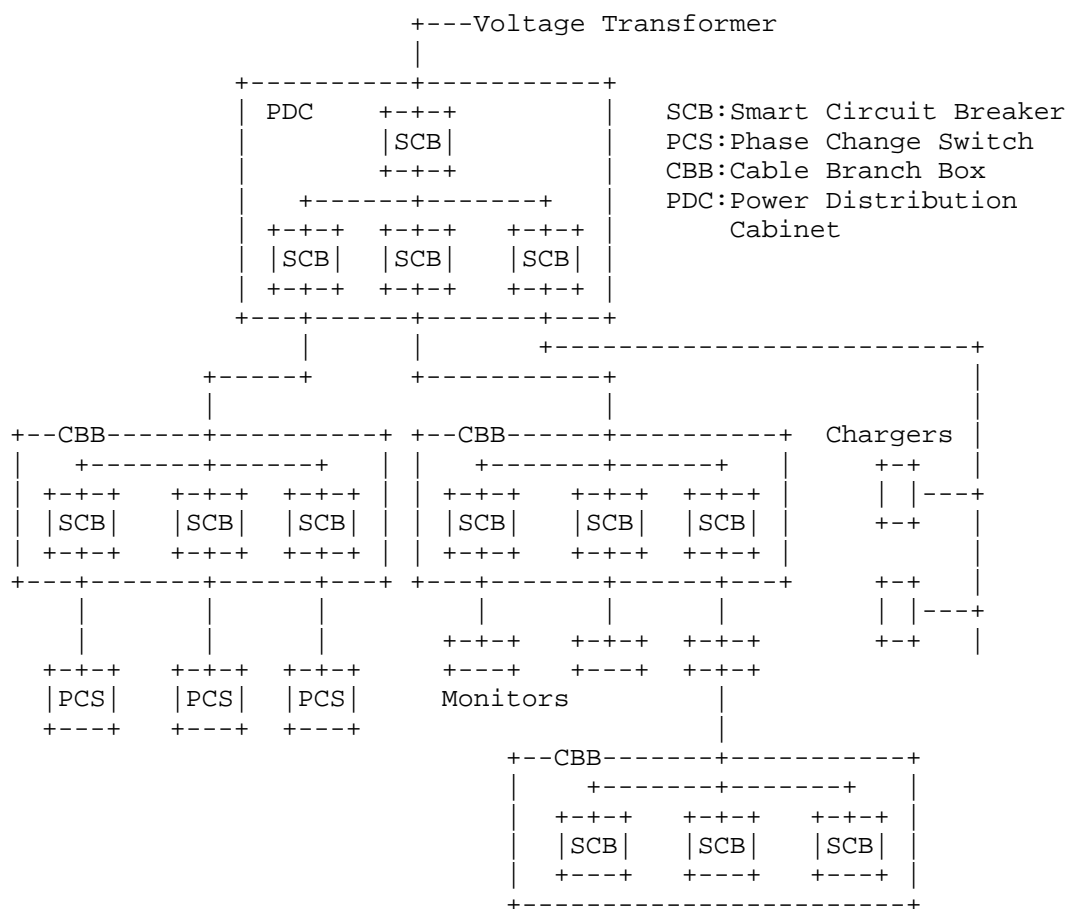 Voltage Transformer
PDC
SCB:Smart Circuit Breaker
SCB
PCS:Phase Change Switch
CBB:Cable Branch Box
PDC:Power Distribution
Cabinet
SCB SCB SCB
CBB CBB Chargers
SCB SCB SCB SCB SCB SCB
PCS PCS PCS Monitors
CBB
SCB SCB SCB